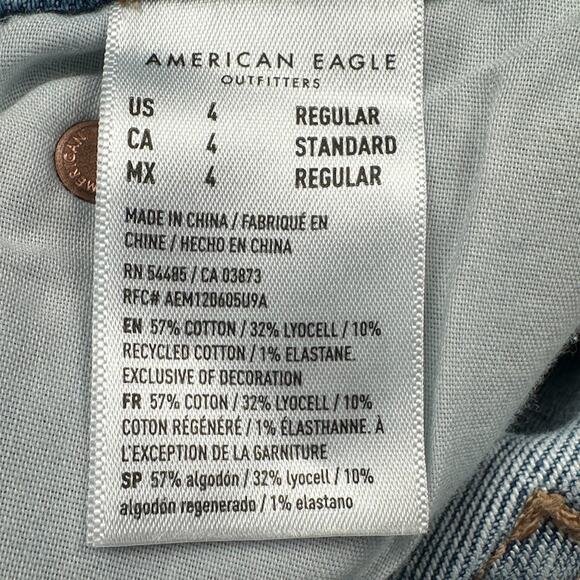 AMERICAN EAGLE
OUTFITTERS
US 4 REGULAR
CA 4 STANDARD
MX 4 REGULAR
MADE IN CHINA / FABRIQUÉ EN
CHINE / HECHO EN CHINA
RN 54485 / CA 03873
RFC# AEM120605U9A
EN 57% COTTON / 32% LYOCELL / 10%
RECYCLED COTTON / 1% ELASTANE.
EXCLUSIVE OF DECORATION
FR 57% COTON / 32% LYOCELL / 10%
COTON RÉGÉNÉRÉ / 1% ÉLASTHANNE. À
L'EXCEPTION DE LA GARNITURE
SP 57% algodón / 32% lyocell / 10%
algodón regenerado / 1% elastano
AMERICAN